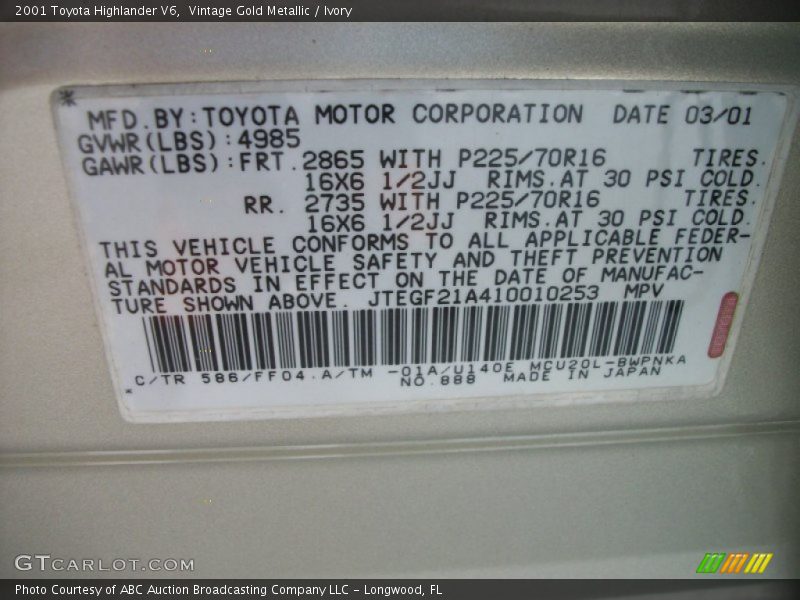 2001 Toyota Highlander V6,  Vintage Gold Metallic / Ivory
MFD.BY:TOYOTA MOTOR CORPORATION DATE 03/01
GVWR(LBS):4985
GAWR(LBS):FRT.2865 WITH P225/70R16 TIRES.
16X6 1/2JJ RIMS.AT 30 PSI COLD.
RR. 2735 WITH P225/70R16 TIRES.
16X6 1/2JJ RIMS.AT 30 PSI COLD.
THIS VEHICLE CONFORMS TO ALL APPLICABLE FEDER-
AL MOTOR VEHICLE SAFETY AND THEFT PREVENTION
STANDARDS IN EFFECT ON THE DATE OF MANUFAC-
TURE SHOWN ABOVE. JTEGF21A410010253 MPV
C/TR 586/FF04.A/TM -01A/U140E MCU20L-BWPNKA
NO.888 MADE IN JAPAN
GTCARLOT.COM
Photo Courtesy of ABC Auction Broadcasting Company LLC - Longwood, FL